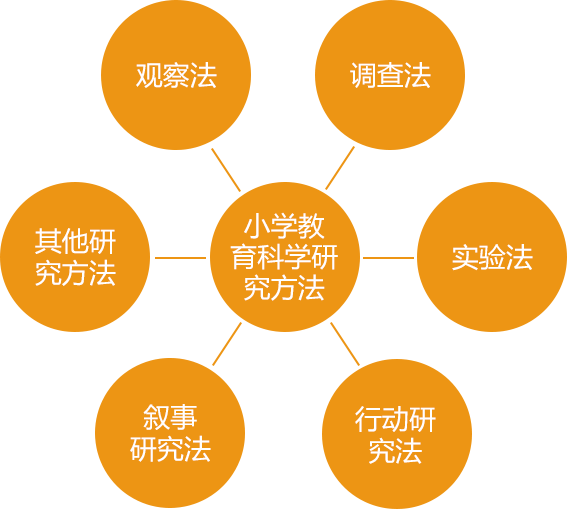 观察法
调查法
其他研
究方法
小学教
育科学研
究方法
实验法
叙事
研究法
行动研
究法